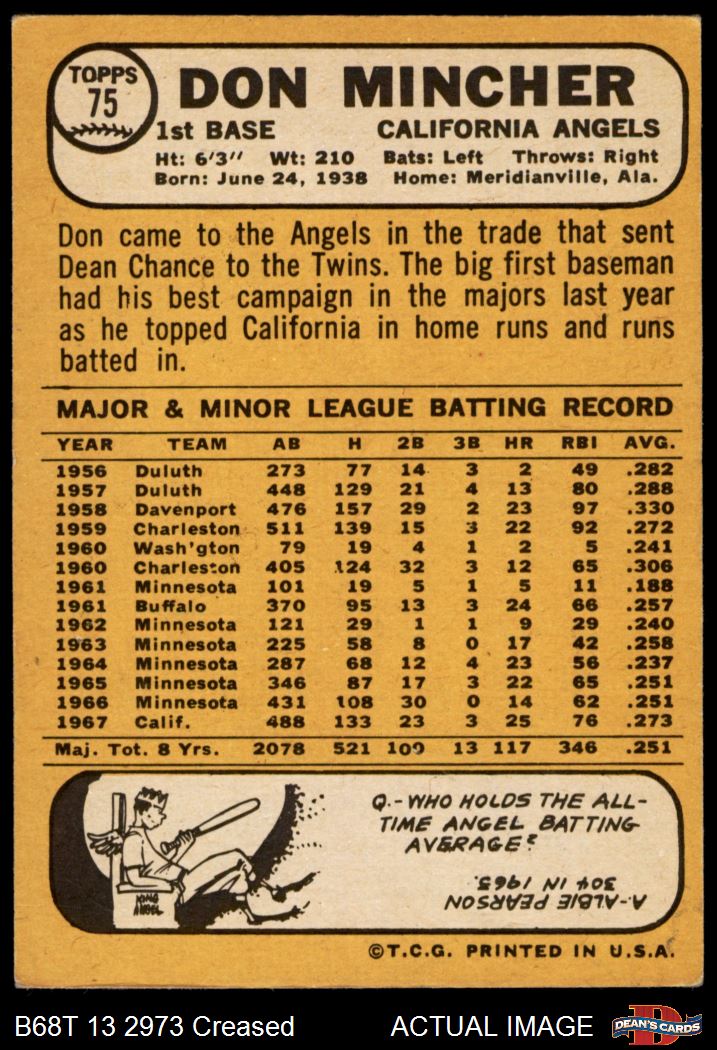 TOPPS
75
DON MINCHER
1st BASE CALIFORNIA ANGELS
Ht: 6'3'' Wt: 210 Bats: Left Throws: Right
Born: June 24, 1938 Home: Meridianville, Ala.
Don came to the Angels in the trade that sent
Dean Chance to the Twins. The big first baseman
had his best campaign in the majors last year
as he topped California in home runs and runs
batted in.
MAJOR & MINOR LEAGUE BATTING RECORD
YEAR TEAM AB H 2B 3B HR RBI AVG.
1956 Duluth 273 77 14 3 2 49 .282
1957 Duluth 448 129 21 4 13 80 .288
1958 Davenport 476 157 29 2 23 97 .330
1959 Charleston 511 139 15 3 22 92 .272
1960 Wash'gton 79 19 4 1 2 5 .241
1960 Charleston 405 124 32 3 12 65 .306
1961 Minnesota 101 19 5 1 5 11 .188
1961 Buffalo 370 95 13 3 24 66 .257
1962 Minnesota 121 29 1 1 9 29 .240
1963 Minnesota 225 58 8 0 17 42 .258
1964 Minnesota 287 68 12 4 23 56 .237
1965 Minnesota 346 87 17 3 22 65 .251
1966 Minnesota 431 108 30 0 14 62 .251
1967 Calif. 488 133 23 3 25 76 .273
Maj. Tot. 8 Yrs. 2078 521 109 13 117 346 .251
KING
ANGEL
Q.-WHO HOLDS THE ALL-
TIME ANGEL BATTING
AVERAGE?
A-ALBIE PEARSON
304 IN 1965.
©T.C.G. PRINTED IN U.S.A.
B68T 13 2973 Creased ACTUAL IMAGE
DEAN'S CARDS